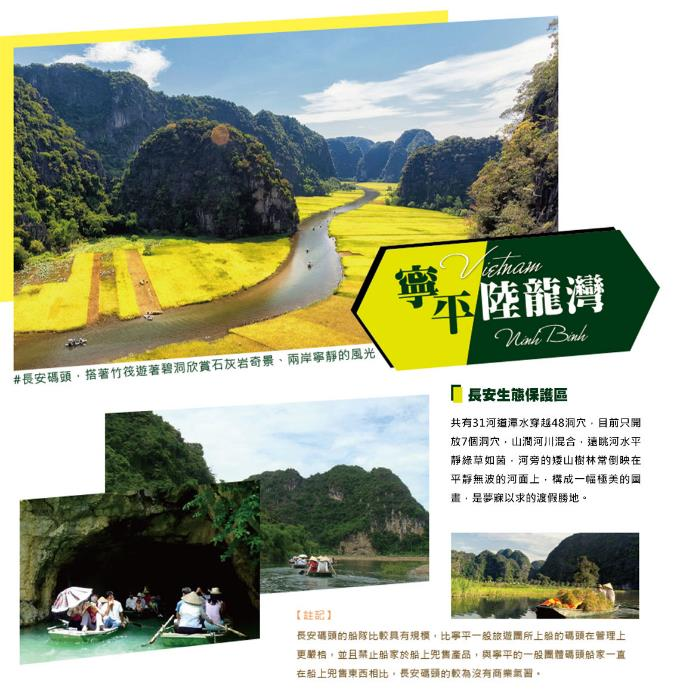 Vietnam
寧平陸龍灣
Ninh Binh
#長安碼頭．搭著竹筏遊著碧洞欣賞石灰岩奇景、兩岸寧靜的風光
長安生態保護區
共有31河道潭水穿越48洞穴．目前只開
放7個洞穴．山澗河川混合．遠眺河水平
靜綠草如茵．河旁的矮山樹林常倒映在
平靜無波的河面上．構成一幅極美的圖
畫．是夢寐以求的渡假勝地。
【註記】
長安碼頭的船隊比較具有規模．比寧平一般旅遊團所上船的碼頭在管理上
更嚴格．並且禁止船家於船上兜售產品．與寧平的一般團體碼頭船家一直
在船上兜售東西相比．長安碼頭的較為沒有商業氣習。